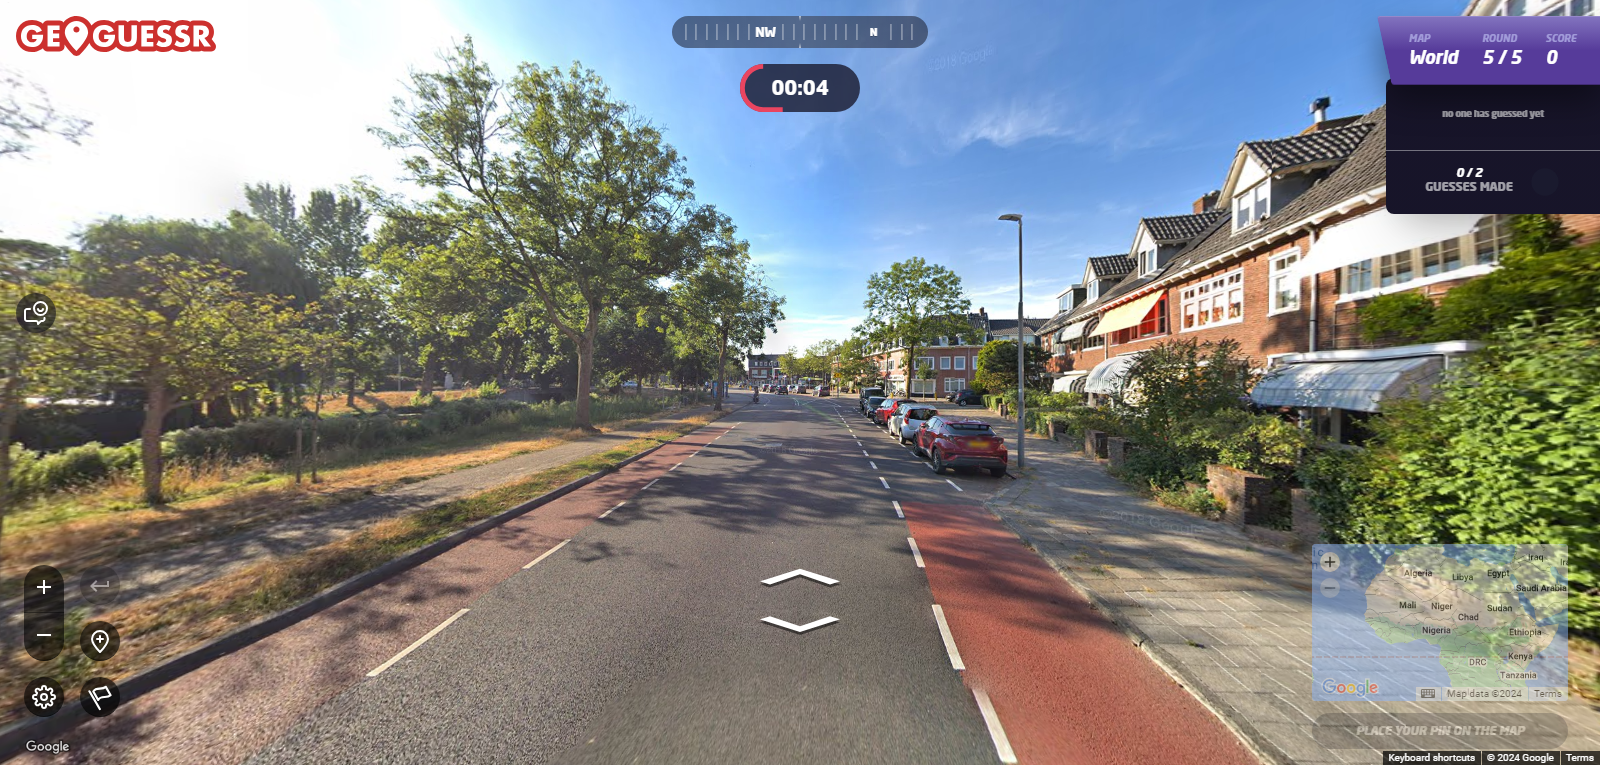 GEOGUESSR
NW
N
00:04
MAP
World
ROUND
5 / 5
SCORE
0
no one has guessed yet
0 / 2
GUESSES MADE
© 2018 Google
Iraq
Algeria
Libya
Egypt
Saudi Arabia
Mali
Niger
Chad
Sudan
Nigeria
Ethiopia
DRC
Kenya
Tanzania
Google
Map data ©2024
Terms
PLACE YOUR PIN ON THE MAP
Google
Keyboard shortcuts
© 2024 Google
Terms